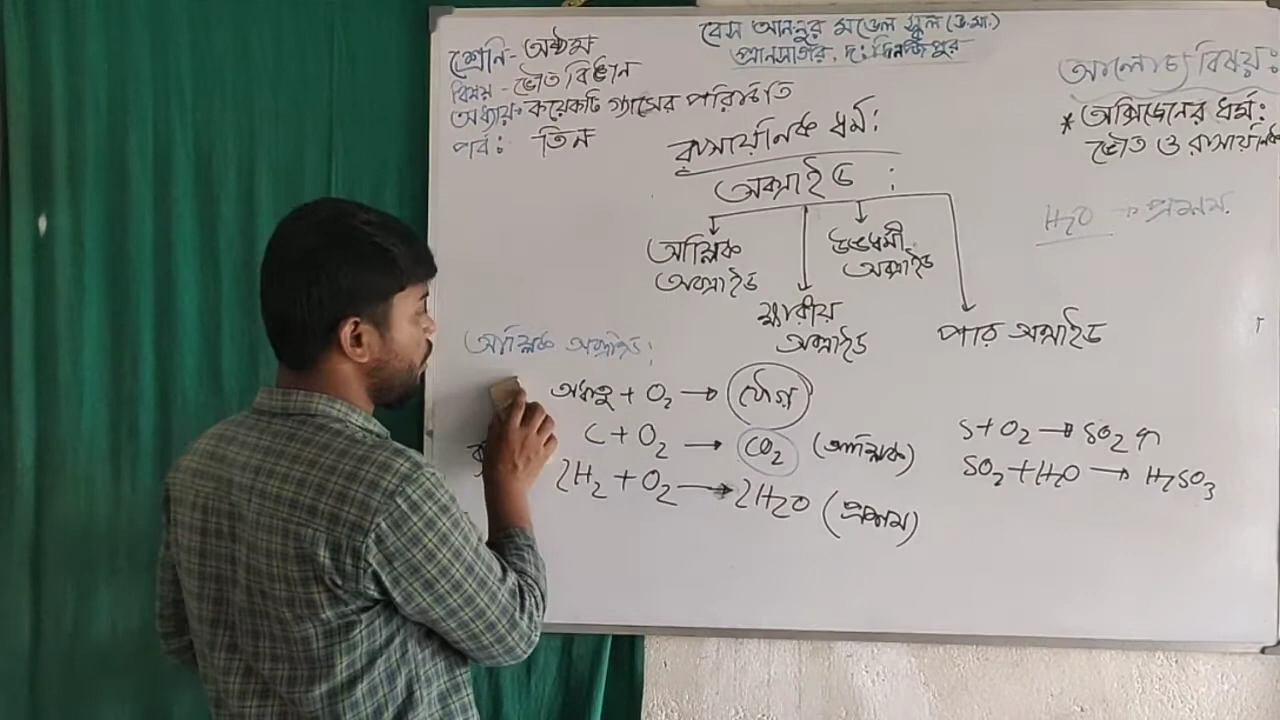 বেস আন-নুর মডেল স্কুল (উ.মা.)
প্রানসাগর, দঃ দিনাজপুর
শ্রেণি- অষ্টম
বিষয় - ভৌতবিজ্ঞান
অধ্যায়- কয়েকটি গ্যাসের পরিচিতি
পর্ব: তিন
আলোচ্য বিষয়:
* অক্সিজেনের ধর্ম:
ভৌত ও রাসায়নিক
H₂O → প্রশম.
রাসায়নিক ধর্ম:
অক্সাইড :
আম্লিক
অক্সাইড
ক্ষারীয়
অক্সাইড
উভধর্মী
অক্সাইড
পার অক্সাইড
আম্লিক অক্সাইড:
অধাতু + O₂ → যৌগ
C + O₂ → CO₂ (আম্লিক)
2H₂ + O₂ → 2H₂O (প্রশম)
S + O₂ → SO₂ ↑
SO₂ + H₂O → H₂SO₃